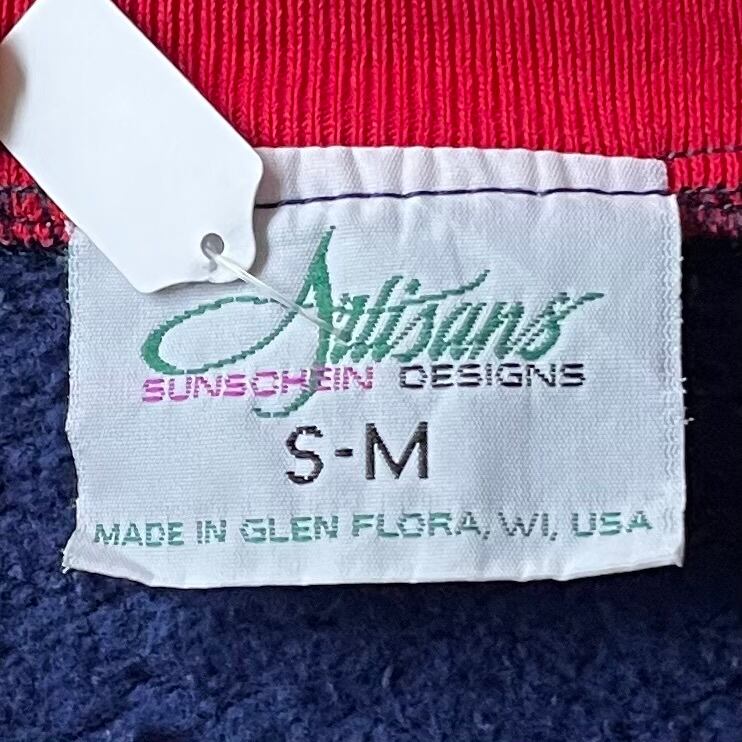 Artisans
SUNSCHEIN DESIGNS
S-M
MADE IN GLEN FLORA, WI, USA